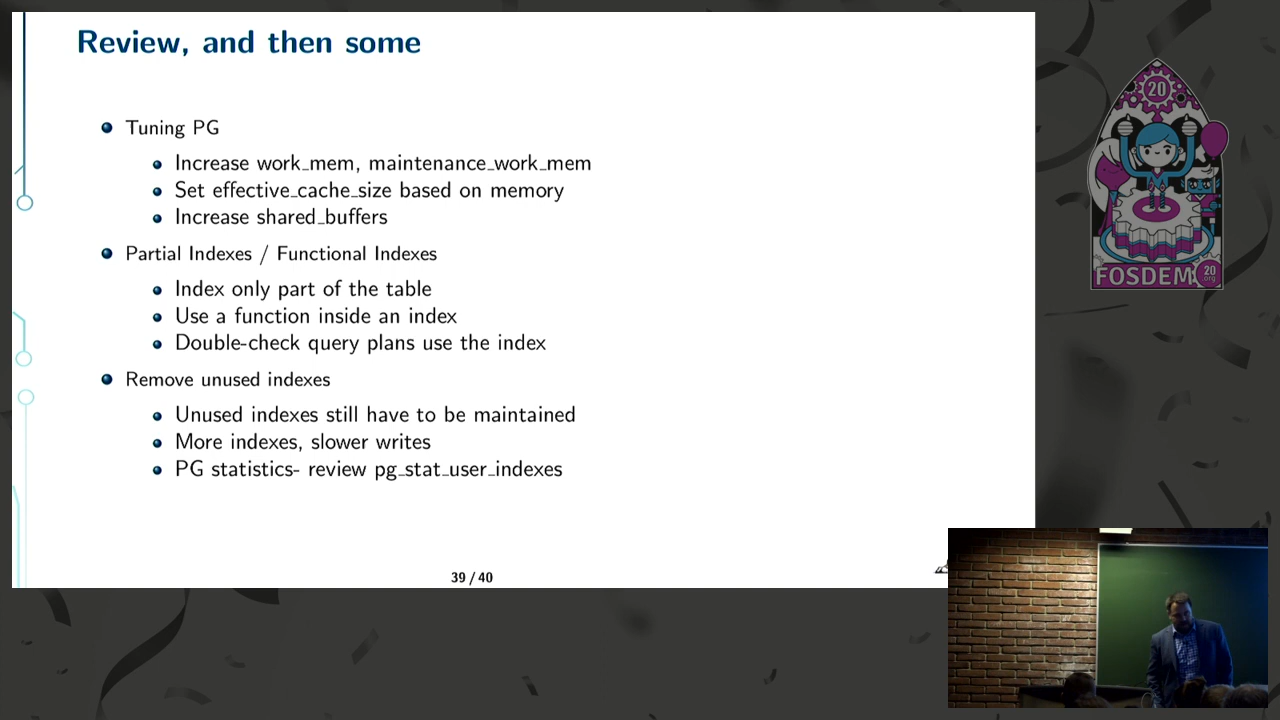 Review, and then some
Tuning PG
Increase work_mem, maintenance_work_mem
Set effective_cache_size based on memory
Increase shared_buffers
Partial Indexes / Functional Indexes
Index only part of the table
Use a function inside an index
Double-check query plans use the index
Remove unused indexes
Unused indexes still have to be maintained
More indexes, slower writes
PG statistics- review pg_stat_user_indexes
39 / 40
20
FOSDEM
20
.org